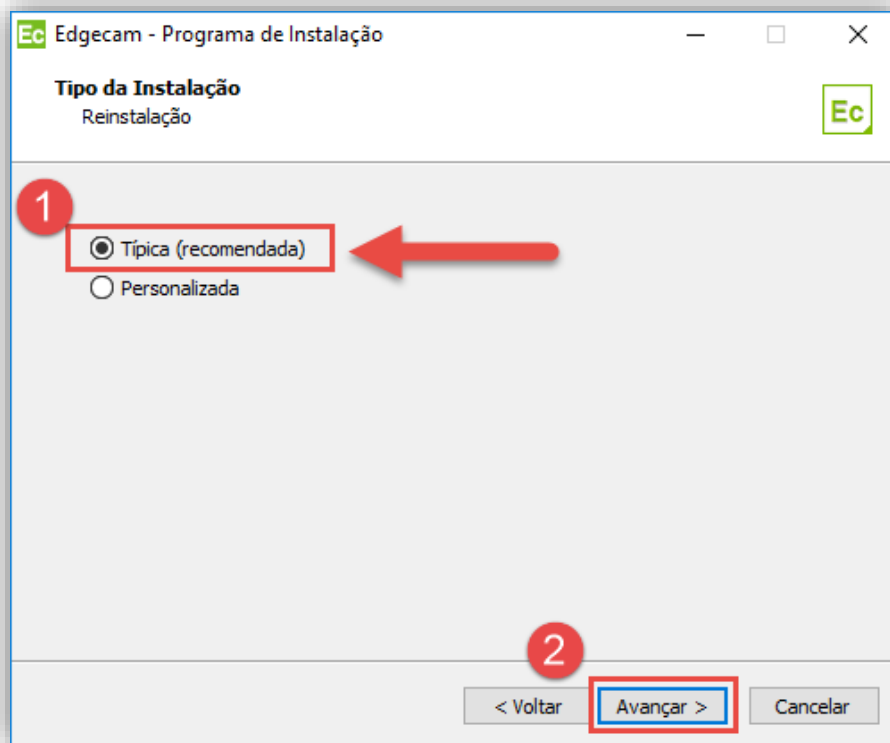 Ec Edgecam - Programa de Instalação
Tipo da Instalação
Reinstalação
Ec
1
Típica (recomendada)
Personalizada
2
< Voltar Avançar > Cancelar